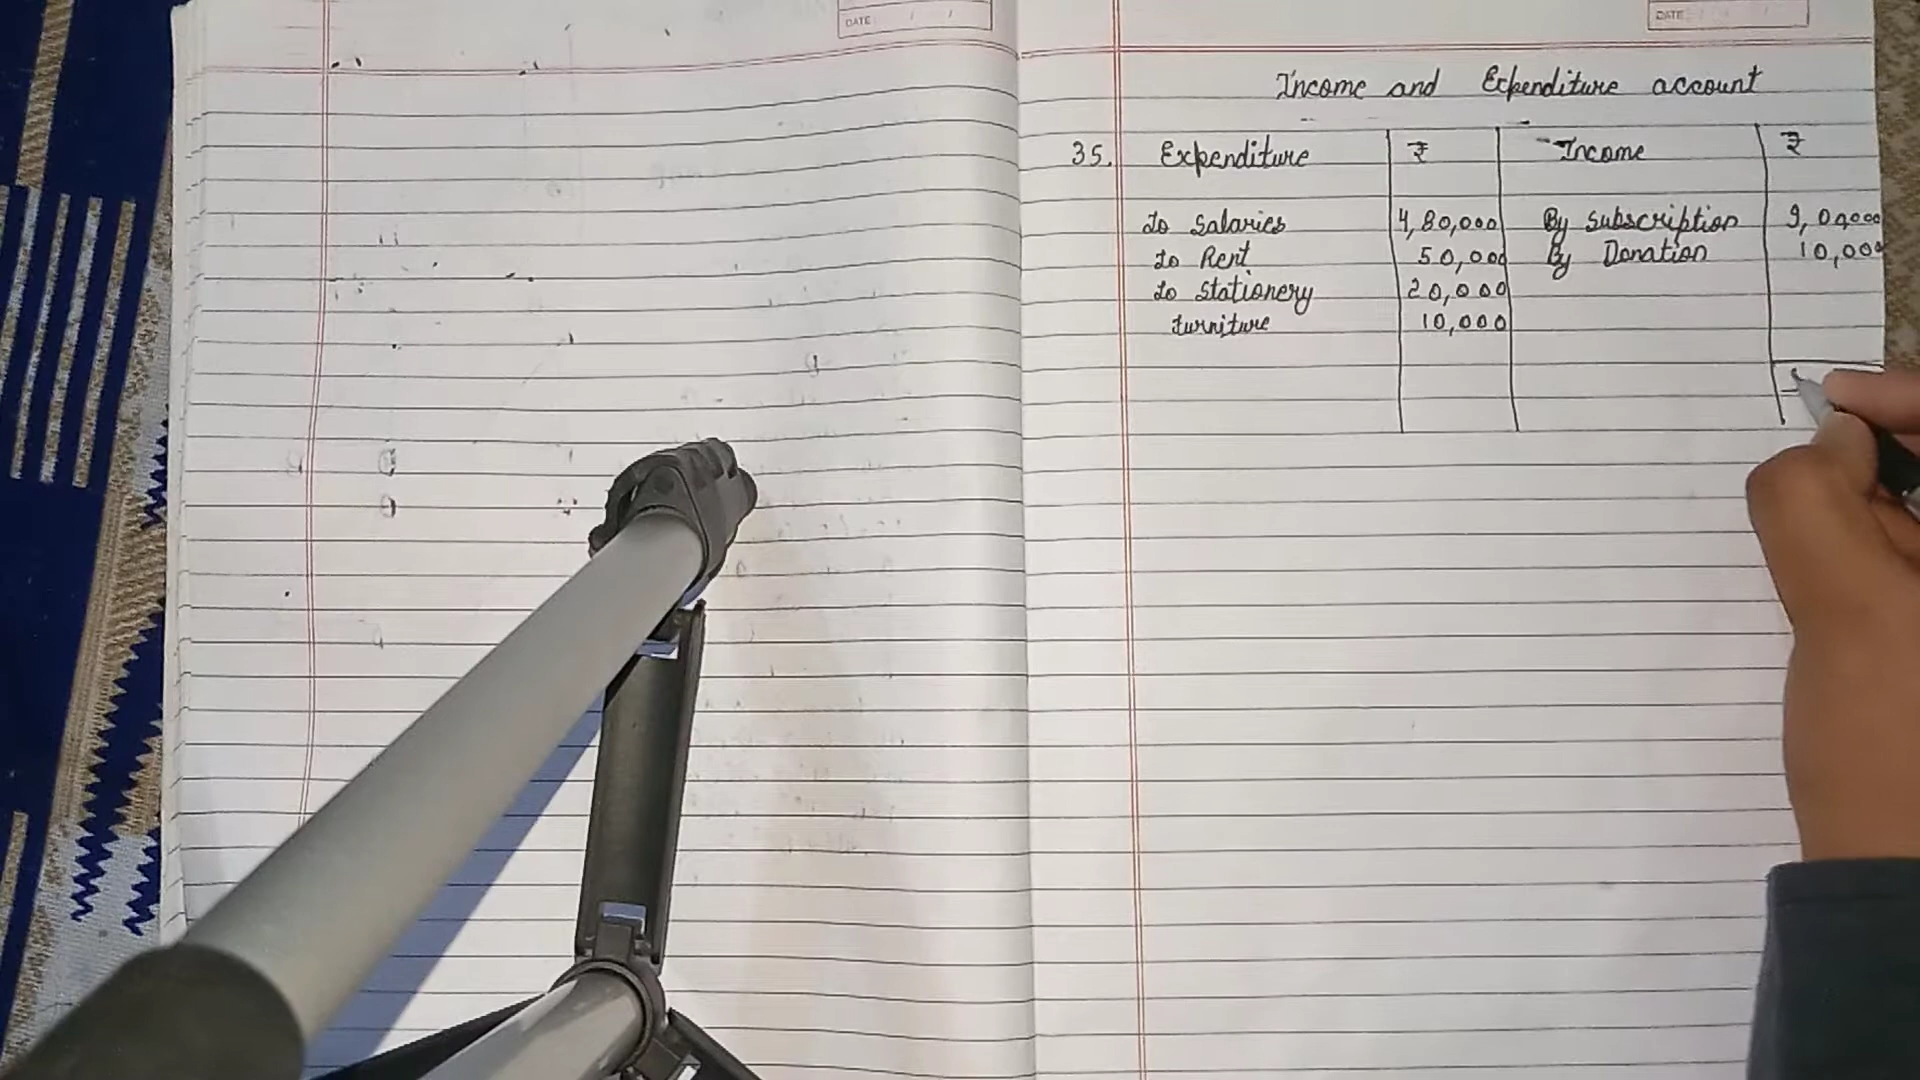 DATE / /
DATE / /
Income and Expenditure account
35. Expenditure ₹ Income ₹
To Salaries 4,80,000 By Subscription 9,00,000
To Rent 50,000 By Donation 10,000
To Stationery 20,000
furniture 10,000